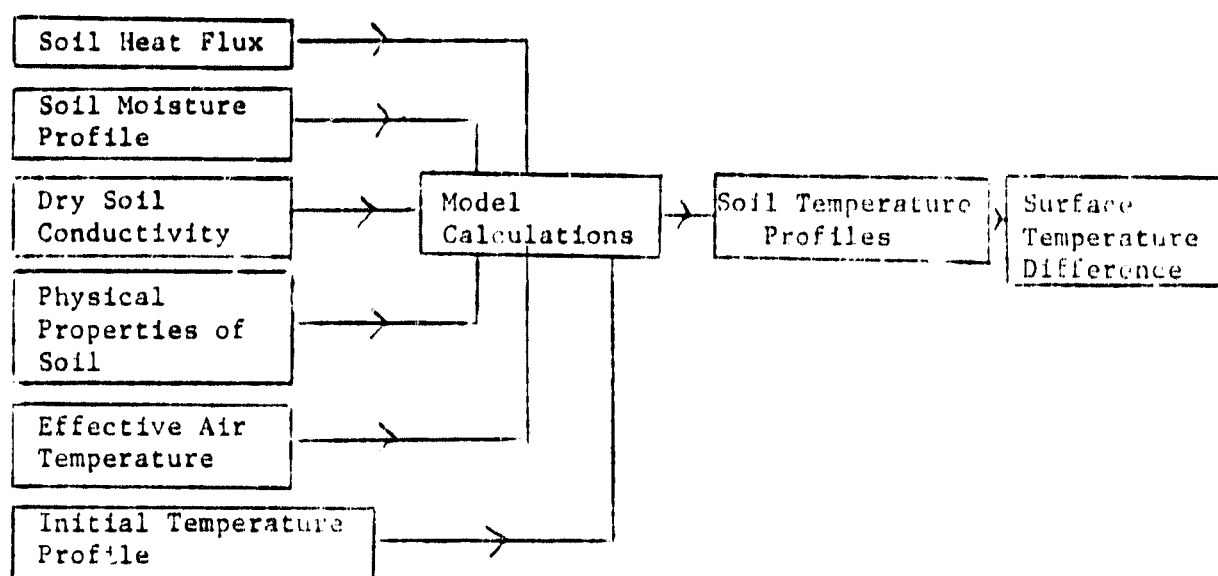 Soil Heat Flux
Soil Moisture
Profile
Dry Soil
Conductivity
Physical
Properties of
Soil
Effective Air
Temperature
Initial Temperature
Profile
Model
Calculations
Soil Temperature
Profiles
Surface
Temperature
Difference